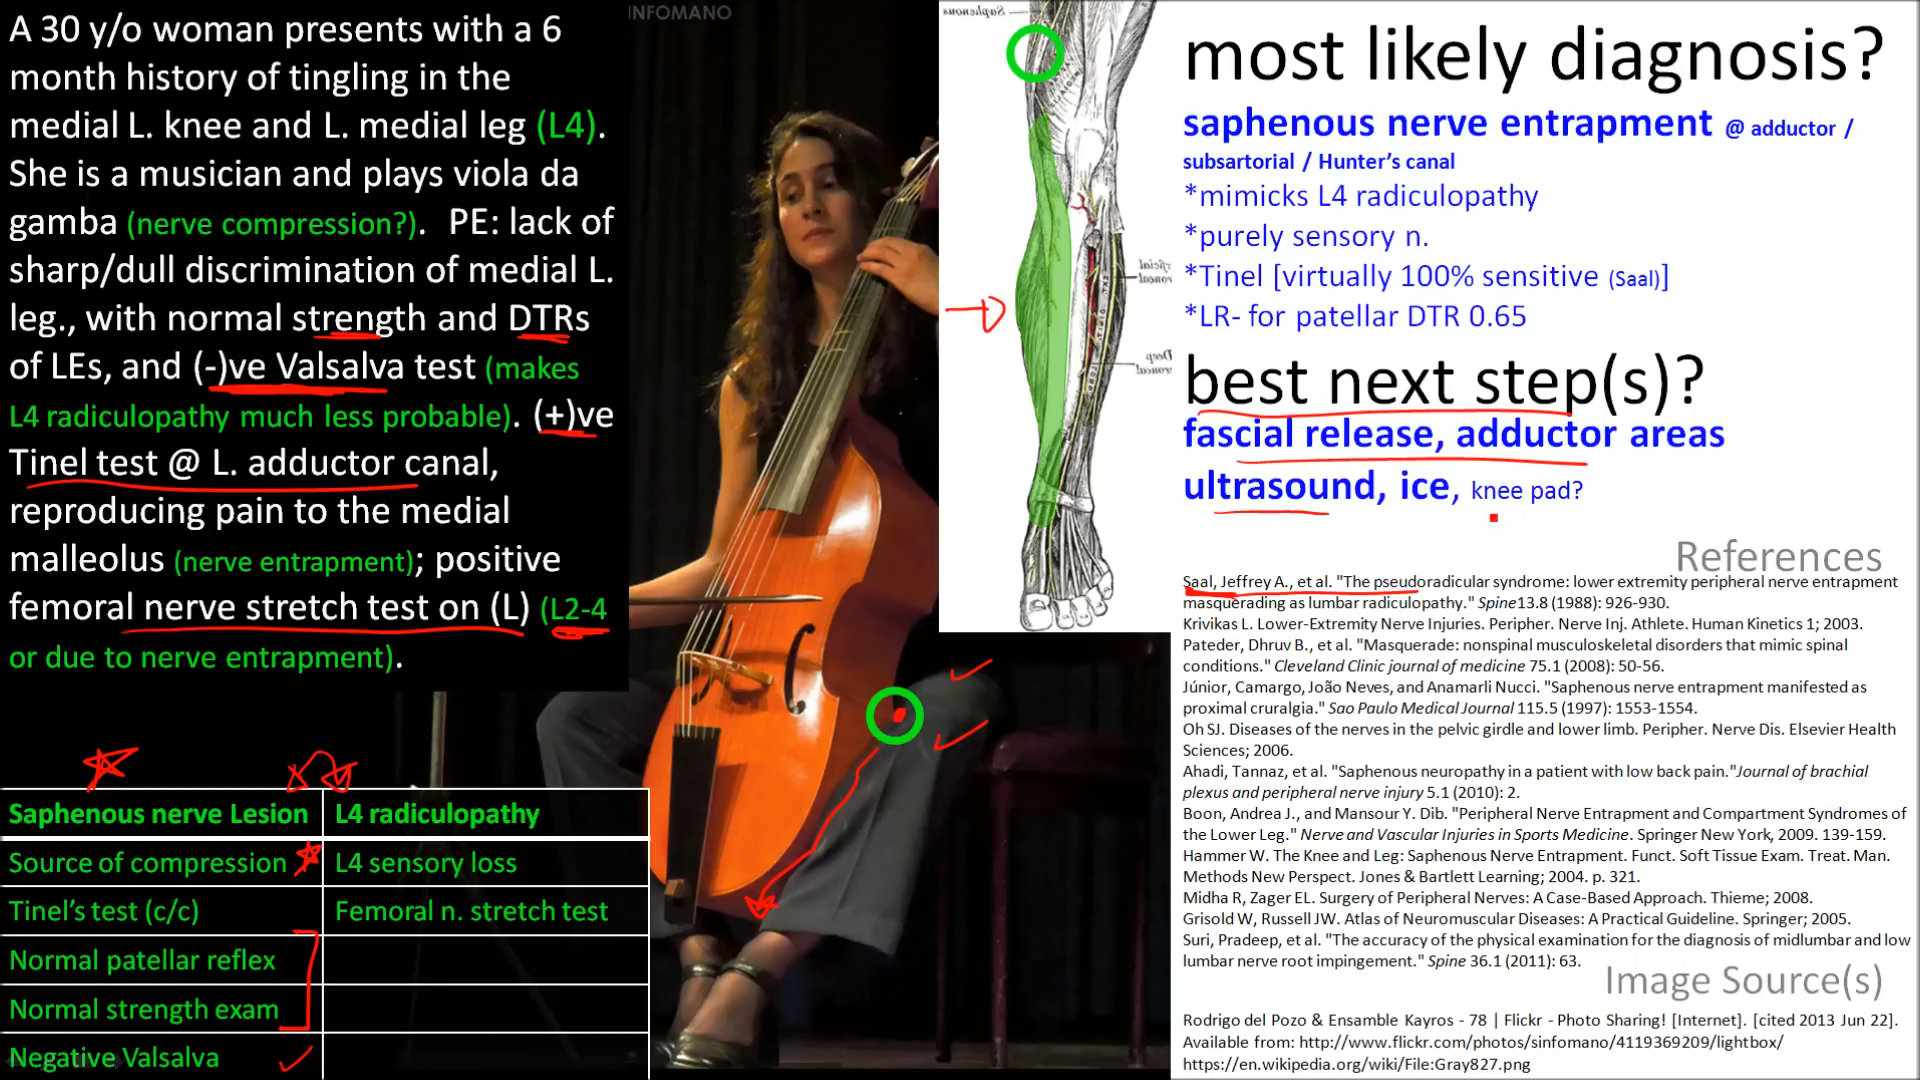 A 30 y/o woman presents with a 6
month history of tingling in the
medial L. knee and L. medial leg (L4).
She is a musician and plays viola da
gamba (nerve compression?). PE: lack of
sharp/dull discrimination of medial L.
leg., with normal strength and DTRs
of LEs, and (-)ve Valsalva test (makes
L4 radiculopathy much less probable). (+)ve
Tinel test @ L. adductor canal,
reproducing pain to the medial
malleolus (nerve entrapment); positive
femoral nerve stretch test on (L) (L2-4
or due to nerve entrapment).
Saphenous nerve Lesion L4 radiculopathy
Source of compression L4 sensory loss
Tinel's test (c/c) Femoral n. stretch test
Normal patellar reflex
Normal strength exam
Negative Valsalva
INFOMANO
Saphenous
Deep
most likely diagnosis?
saphenous nerve entrapment @ adductor /
subsartorial / Hunter's canal
*mimicks L4 radiculopathy
*purely sensory n.
*Tinel [virtually 100% sensitive (Saal)]
*LR- for patellar DTR 0.65
best next step(s)?
fascial release, adductor areas
ultrasound, ice, knee pad?
References
Saal, Jeffrey A., et al. "The pseudoradicular syndrome: lower extremity peripheral nerve entrapment
masquerading as lumbar radiculopathy." Spine13.8 (1988): 926-930.
Krivikas L. Lower-Extremity Nerve Injuries. Peripher. Nerve Inj. Athlete. Human Kinetics 1; 2003.
Pateder, Dhruv B., et al. "Masquerade: nonspinal musculoskeletal disorders that mimic spinal
conditions." Cleveland Clinic journal of medicine 75.1 (2008): 50-56.
Júnior, Camargo, João Neves, and Anamarli Nucci. "Saphenous nerve entrapment manifested as
proximal cruralgia." Sao Paulo Medical Journal 115.5 (1997): 1553-1554.
Oh SJ. Diseases of the nerves in the pelvic girdle and lower limb. Peripher. Nerve Dis. Elsevier Health
Sciences; 2006.
Ahadi, Tannaz, et al. "Saphenous neuropathy in a patient with low back pain."Journal of brachial
plexus and peripheral nerve injury 5.1 (2010): 2.
Boon, Andrea J., and Mansour Y. Dib. "Peripheral Nerve Entrapment and Compartment Syndromes of
the Lower Leg." Nerve and Vascular Injuries in Sports Medicine. Springer New York, 2009. 139-159.
Hammer W. The Knee and Leg: Saphenous Nerve Entrapment. Funct. Soft Tissue Exam. Treat. Man.
Methods New Perspect. Jones & Bartlett Learning; 2004. p. 321.
Midha R, Zager EL. Surgery of Peripheral Nerves: A Case-Based Approach. Thieme; 2008.
Grisold W, Russell JW. Atlas of Neuromuscular Diseases: A Practical Guideline. Springer; 2005.
Suri, Pradeep, et al. "The accuracy of the physical examination for the diagnosis of midlumbar and low
lumbar nerve root impingement." Spine 36.1 (2011): 63.
Image Source(s)
Rodrigo del Pozo & Ensamble Kayros - 78 | Flickr - Photo Sharing! [Internet]. [cited 2013 Jun 22].
Available from: http://www.flickr.com/photos/sinfomano/4119369209/lightbox/
https://en.wikipedia.org/wiki/File:Gray827.png